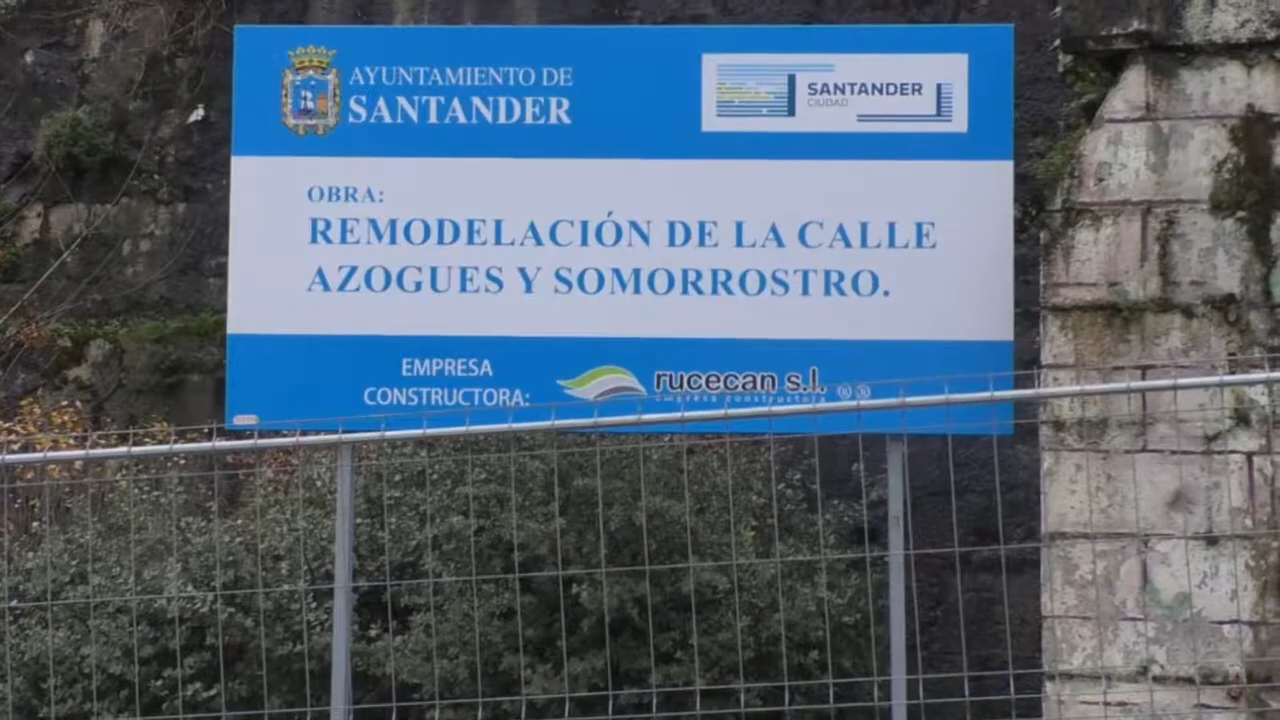 AYUNTAMIENTO DE
SANTANDER
SANTANDER
CIUDAD
OBRA:
REMODELACIÓN DE LA CALLE
AZOGUES Y SOMORROSTRO.
EMPRESA
CONSTRUCTORA:
rucecan s.l.
empresa constructora